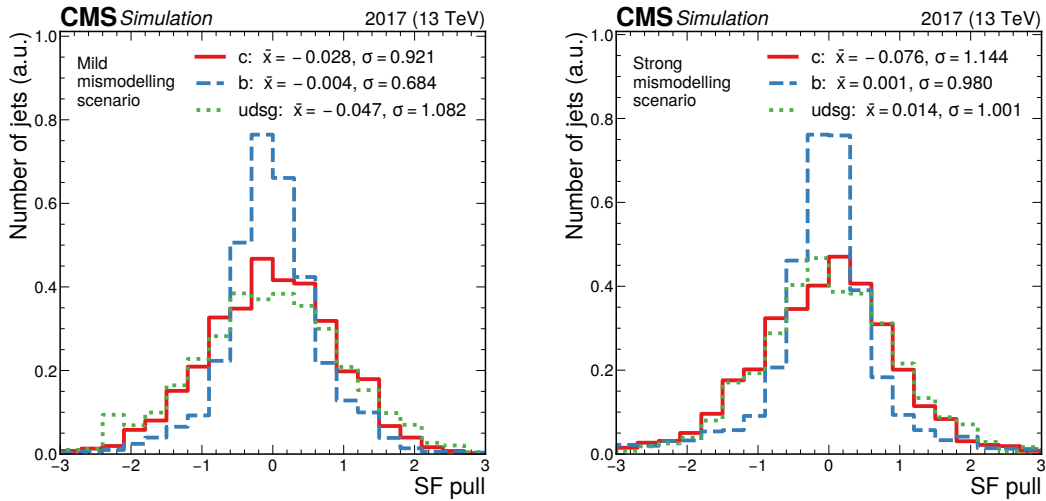 CMS Simulation 2017 (13 TeV)
Number of jets (a.u.)
1.0
0.8
0.6
0.4
0.2
0.0
Mild
mismodelling
scenario
c: x̄ = −0.028, σ = 0.921
b: x̄ = −0.004, σ = 0.684
udsg: x̄ = −0.047, σ = 1.082
−3 −2 −1 0 1 2 3
SF pull
CMS Simulation 2017 (13 TeV)
Number of jets (a.u.)
1.0
0.8
0.6
0.4
0.2
0.0
Strong
mismodelling
scenario
c: x̄ = −0.076, σ = 1.144
b: x̄ = 0.001, σ = 0.980
udsg: x̄ = 0.014, σ = 1.001
−3 −2 −1 0 1 2 3
SF pull